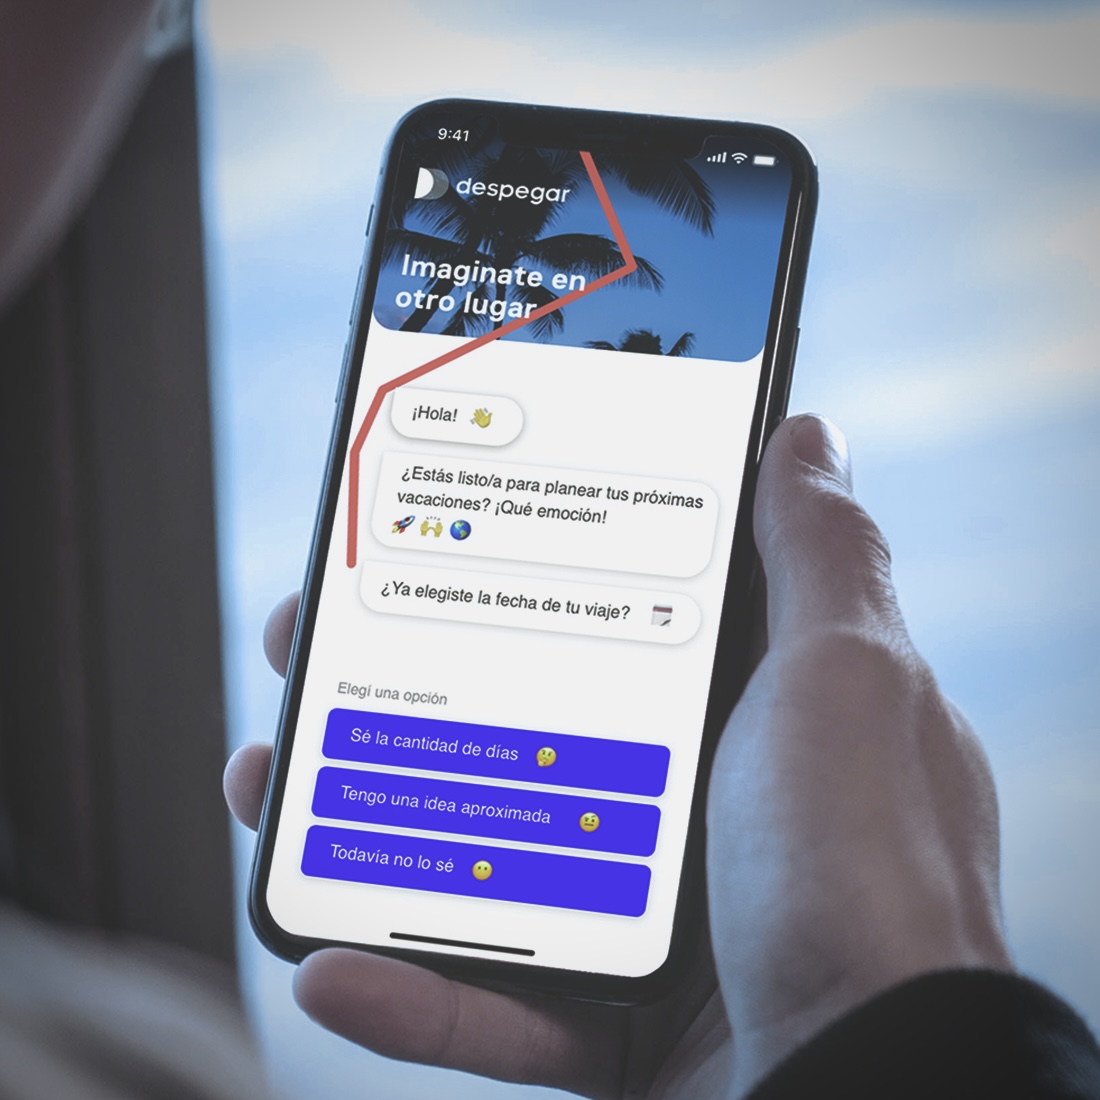 9:41
despegar
Imaginate en
otro lugar
¡Hola! 👋
¿Estás listo/a para planear tus próximas
vacaciones? ¡Qué emoción!
🚀 🙌 🌎
¿Ya elegiste la fecha de tu viaje? 🗓️
Elegí una opción
Sé la cantidad de días 🤔
Tengo una idea aproximada 🤨
Todavía no lo sé 😶